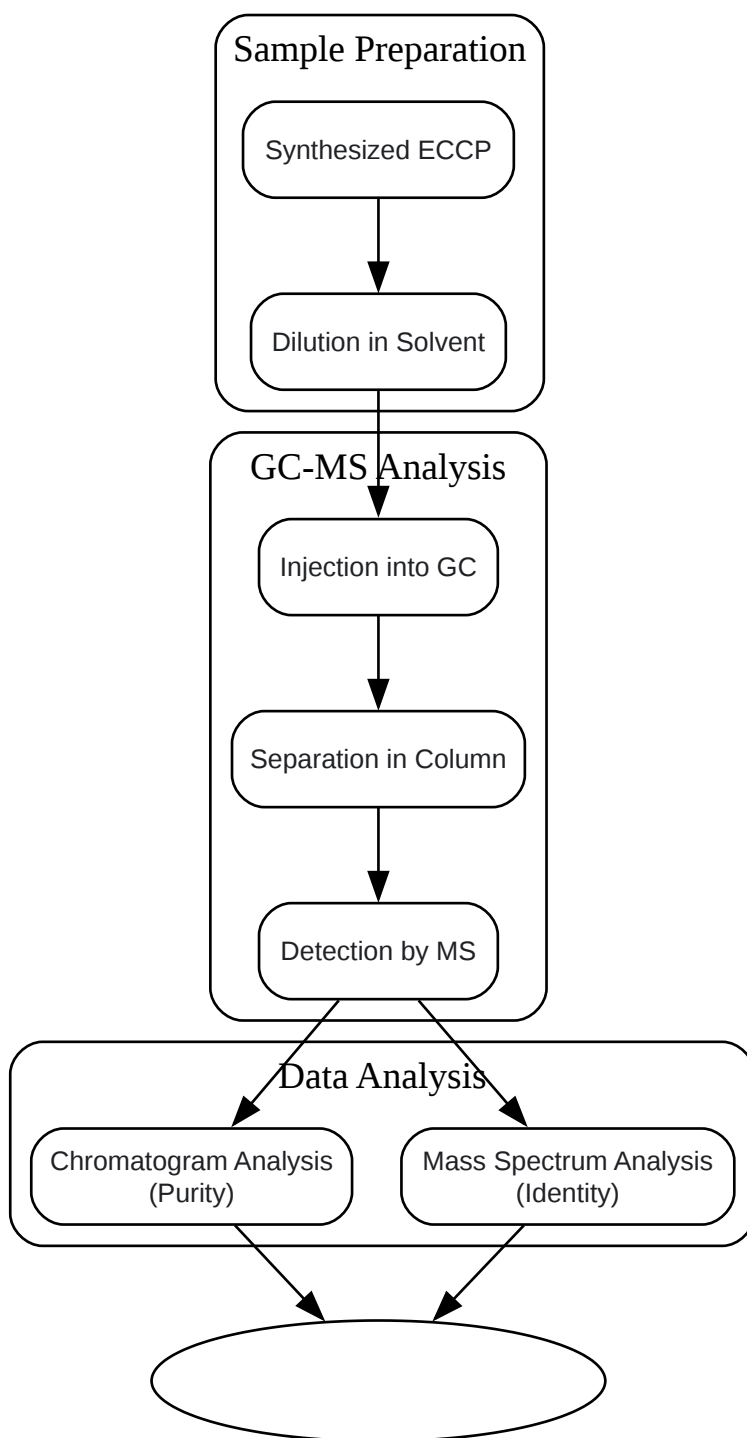 Sample Preparation
Synthesized ECCP
Dilution in Solvent
GC-MS Analysis
Injection into GC
Separation in Column
Detection by MS
Data Analysis
Chromatogram Analysis
(Purity)
Mass Spectrum Analysis
(Identity)